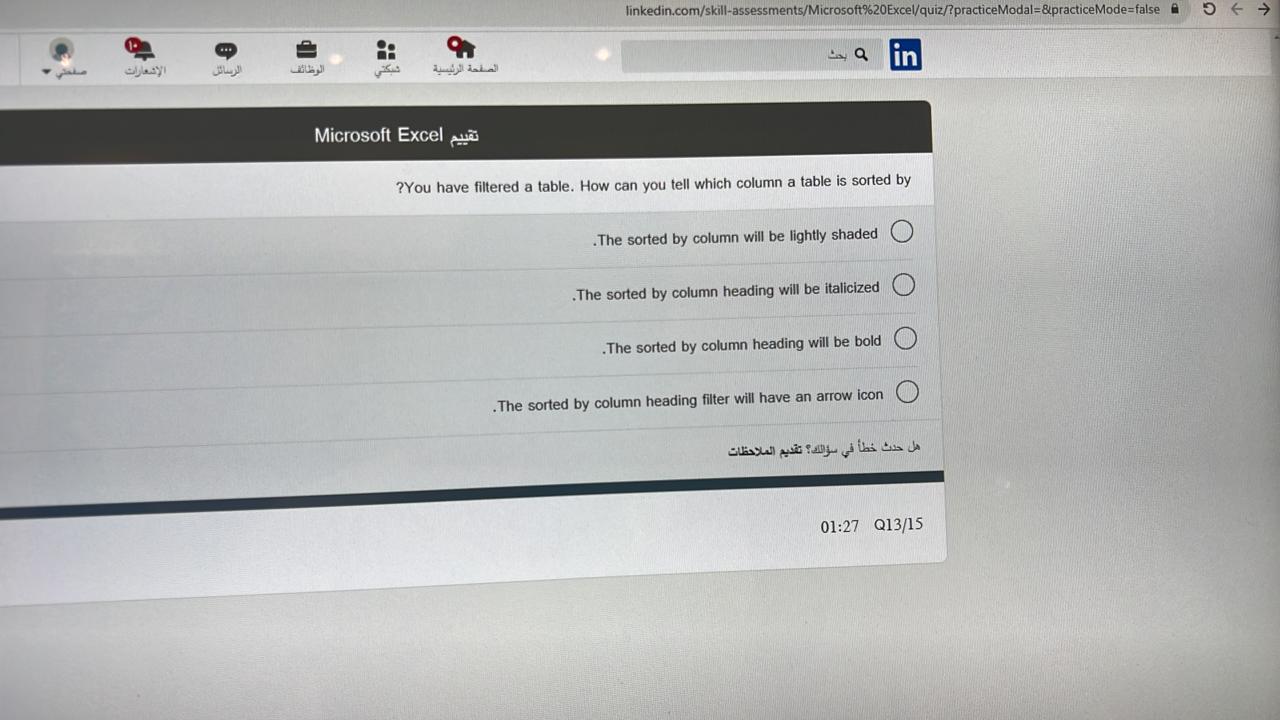 linkedin.com/skill-assessments/Microsoft%20Excel/quiz/?practiceModal=&practiceMode=false
in
بحث
الصفحة الرئيسية
شبكتي
الوظائف
الرسائل
١٠
الإشعارات
صفحتي
تقييم Microsoft Excel
?You have filtered a table. How can you tell which column a table is sorted by
.The sorted by column will be lightly shaded
.The sorted by column heading will be italicized
.The sorted by column heading will be bold
.The sorted by column heading filter will have an arrow icon
هل حدث خطأ في سؤالك؟ تقديم الملاحظات
01:27 Q13/15